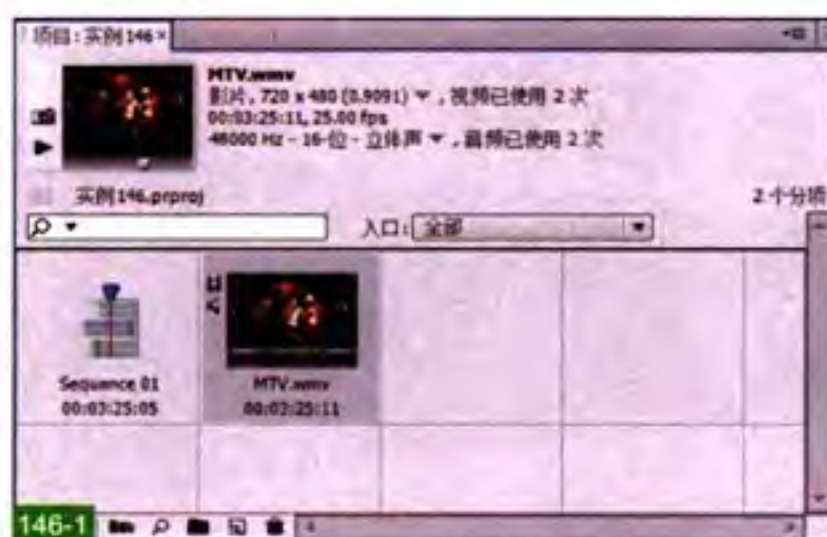 项目：实例146×
MTV.wmv
影片, 720 x 480 (0.9091) ▼ , 视频已使用 2 次
00:03:25:11, 25.00 fps
48000 Hz - 16-位 - 立体声 ▼ , 音频已使用 2 次
实例146.prproj
2 个分项
入口: 全部
Sequence 01
00:03:25:05
MTV.wmv
00:03:25:11
146-1